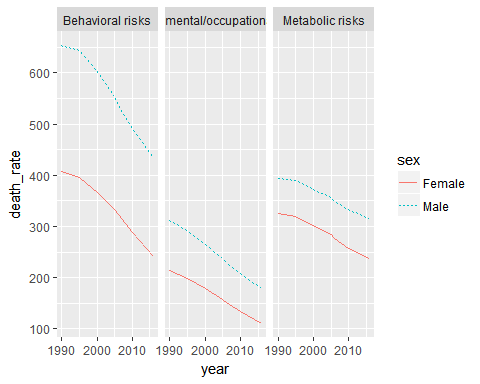 Behavioral risks mental/occupation Metabolic risks
death_rate
600
500
400
300
200
100
1990 2000 2010 1990 2000 2010 1990 2000 2010
year
sex
Female
Male